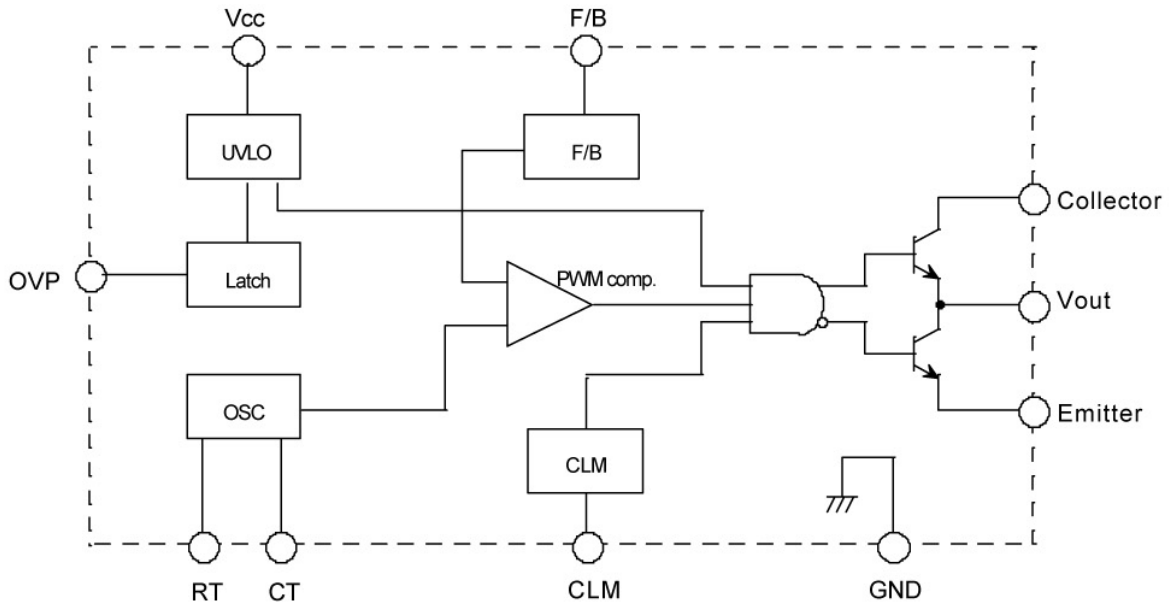 Vcc
F/B
UVLO
F/B
Collector
OVP
Latch
PWM comp.
Vout
OSC
Emitter
CLM
RT
CT
CLM
GND